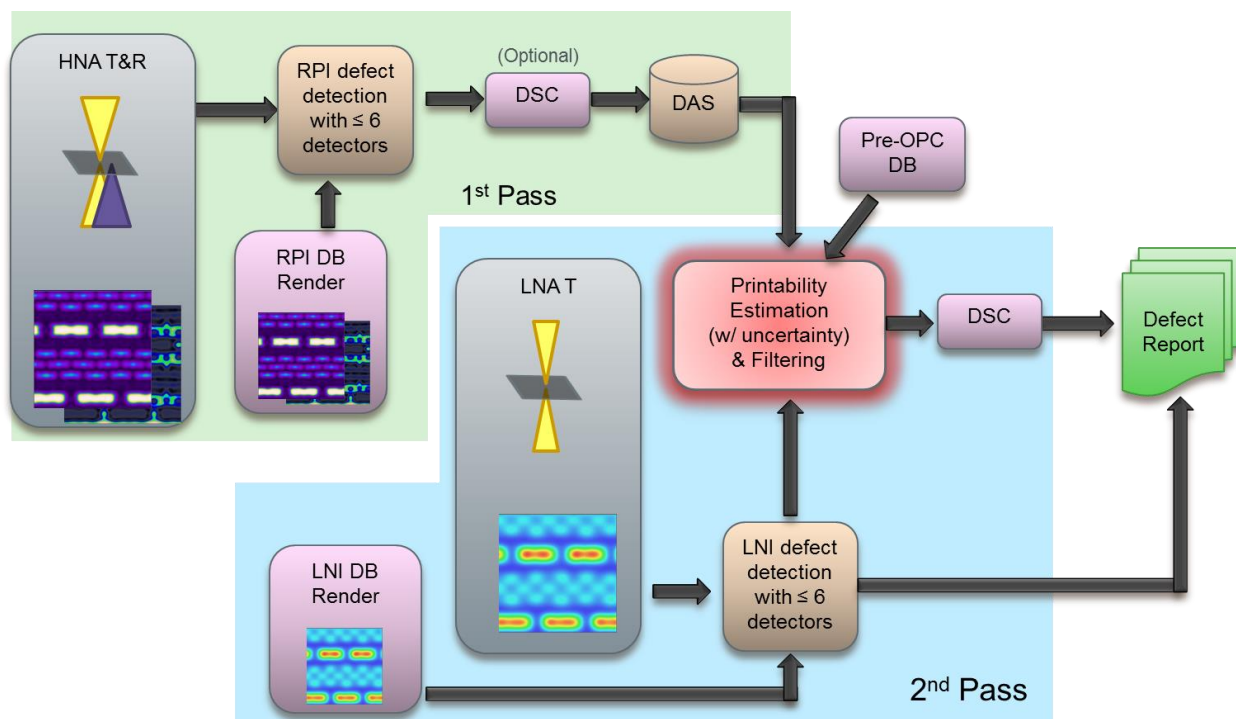 HNA T&R
RPI defect
detection
with ≤ 6
detectors
(Optional)
DSC
DAS
Pre-OPC
DB
1st Pass
RPI DB
Render
LNA T
Printability
Estimation
(w/ uncertainty)
& Filtering
DSC
Defect
Report
LNI DB
Render
LNI defect
detection
with ≤ 6
detectors
2nd Pass